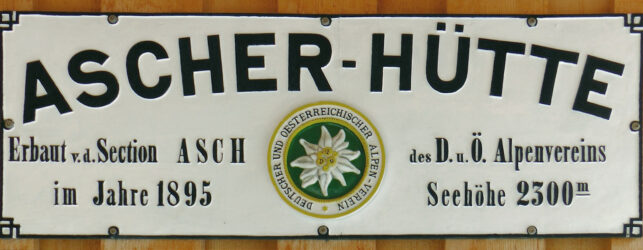 ASCHER-HÜTTE
Erbaut v.d. Section ASCH des D.u.Ö. Alpenvereins
im Jahre 1895 Seehöhe 2300m
DEUTSCHER UND OESTERREICHISCHER ALPEN-VEREIN